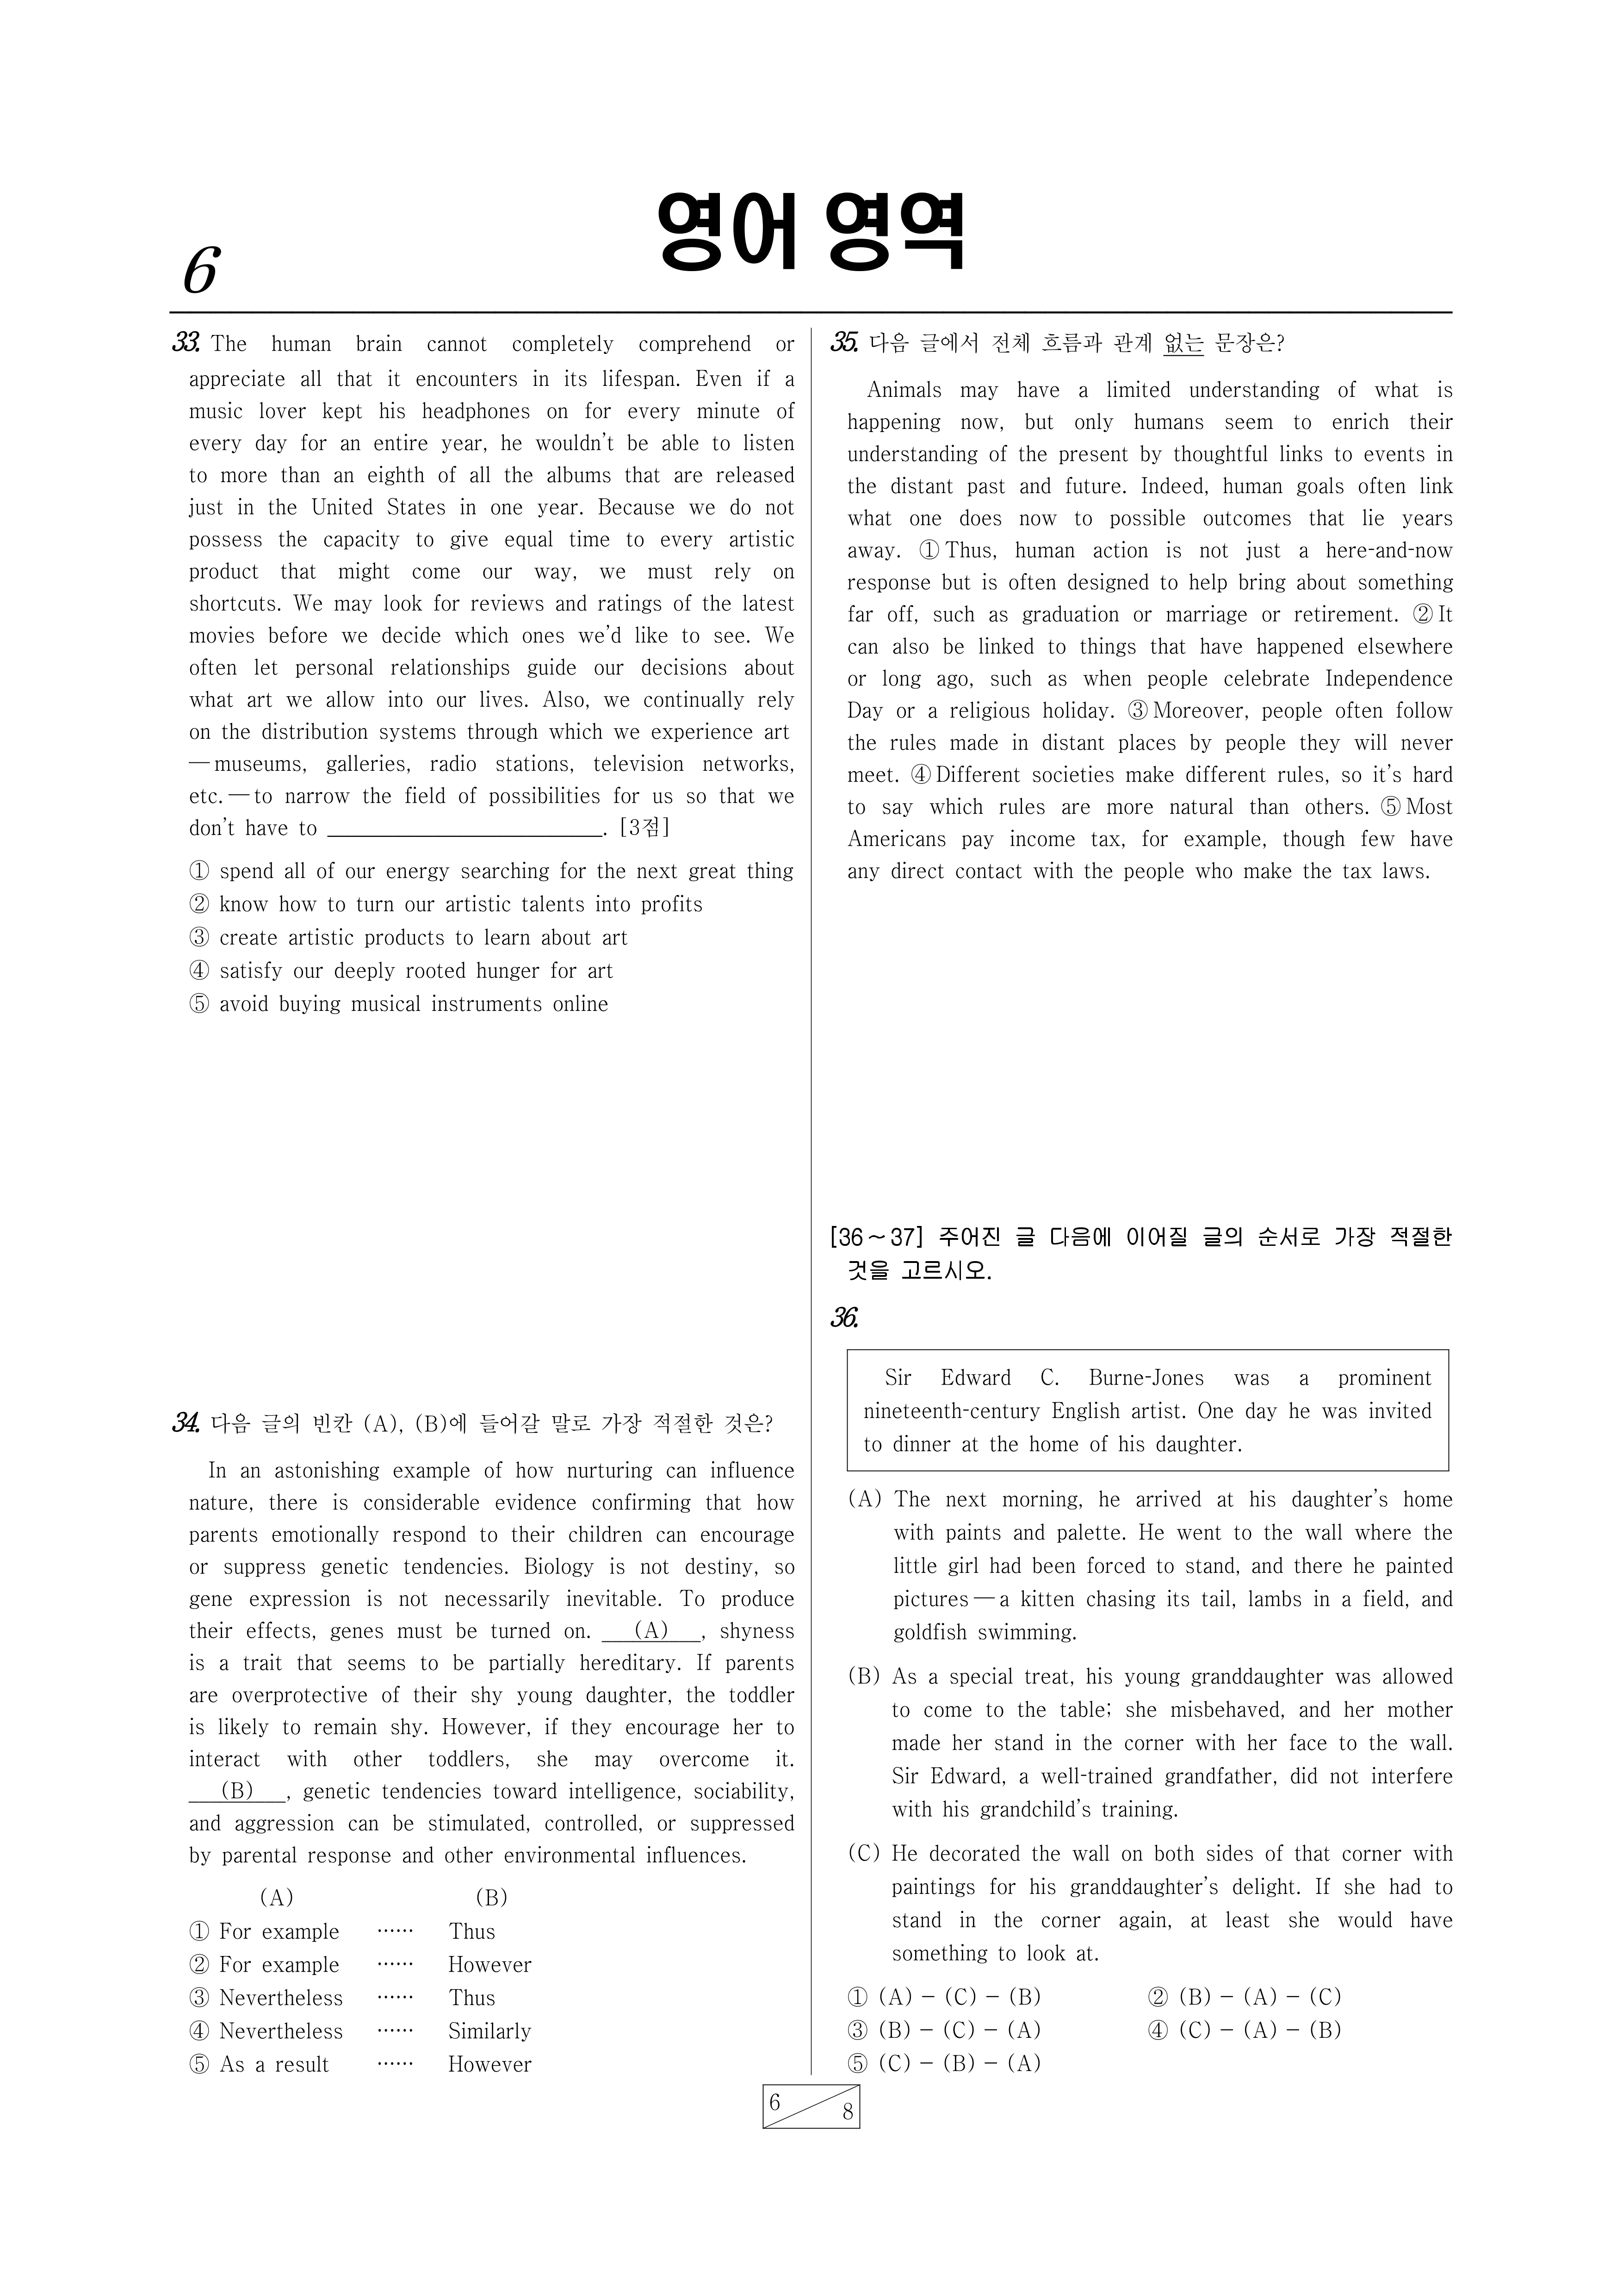 영어 영역
6
33. The human brain cannot completely comprehend or
appreciate all that it encounters in its lifespan. Even if a
music lover kept his headphones on for every minute of
every day for an entire year, he wouldn't be able to listen
to more than an eighth of all the albums that are released
just in the United States in one year. Because we do not
possess the capacity to give equal time to every artistic
product that might come our way, we must rely on
shortcuts. We may look for reviews and ratings of the latest
movies before we decide which ones we'd like to see. We
often let personal relationships guide our decisions about
what art we allow into our lives. Also, we continually rely
on the distribution systems through which we experience art
—museums, galleries, radio stations, television networks,
etc.—to narrow the field of possibilities for us so that we
don't have to ______________________. [3점]
① spend all of our energy searching for the next great thing
② know how to turn our artistic talents into profits
③ create artistic products to learn about art
④ satisfy our deeply rooted hunger for art
⑤ avoid buying musical instruments online
34. 다음 글의 빈칸 (A), (B)에 들어갈 말로 가장 적절한 것은?
In an astonishing example of how nurturing can influence
nature, there is considerable evidence confirming that how
parents emotionally respond to their children can encourage
or suppress genetic tendencies. Biology is not destiny, so
gene expression is not necessarily inevitable. To produce
their effects, genes must be turned on. (A) , shyness
is a trait that seems to be partially hereditary. If parents
are overprotective of their shy young daughter, the toddler
is likely to remain shy. However, if they encourage her to
interact with other toddlers, she may overcome it.
(B) , genetic tendencies toward intelligence, sociability,
and aggression can be stimulated, controlled, or suppressed
by parental response and other environmental influences.
(A) (B)
① For example …… Thus
② For example …… However
③ Nevertheless …… Thus
④ Nevertheless …… Similarly
⑤ As a result …… However
35. 다음 글에서 전체 흐름과 관계 없는 문장은?
Animals may have a limited understanding of what is
happening now, but only humans seem to enrich their
understanding of the present by thoughtful links to events in
the distant past and future. Indeed, human goals often link
what one does now to possible outcomes that lie years
away. ① Thus, human action is not just a here-and-now
response but is often designed to help bring about something
far off, such as graduation or marriage or retirement. ② It
can also be linked to things that have happened elsewhere
or long ago, such as when people celebrate Independence
Day or a religious holiday. ③ Moreover, people often follow
the rules made in distant places by people they will never
meet. ④ Different societies make different rules, so it's hard
to say which rules are more natural than others. ⑤ Most
Americans pay income tax, for example, though few have
any direct contact with the people who make the tax laws.
[36~37] 주어진 글 다음에 이어질 글의 순서로 가장 적절한
것을 고르시오.
36.
Sir Edward C. Burne-Jones was a prominent
nineteenth-century English artist. One day he was invited
to dinner at the home of his daughter.
(A) The next morning, he arrived at his daughter's home
with paints and palette. He went to the wall where the
little girl had been forced to stand, and there he painted
pictures—a kitten chasing its tail, lambs in a field, and
goldfish swimming.
(B) As a special treat, his young granddaughter was allowed
to come to the table; she misbehaved, and her mother
made her stand in the corner with her face to the wall.
Sir Edward, a well-trained grandfather, did not interfere
with his grandchild's training.
(C) He decorated the wall on both sides of that corner with
paintings for his granddaughter's delight. If she had to
stand in the corner again, at least she would have
something to look at.
① (A) - (C) - (B) ② (B) - (A) - (C)
③ (B) - (C) - (A) ④ (C) - (A) - (B)
⑤ (C) - (B) - (A)
6
8